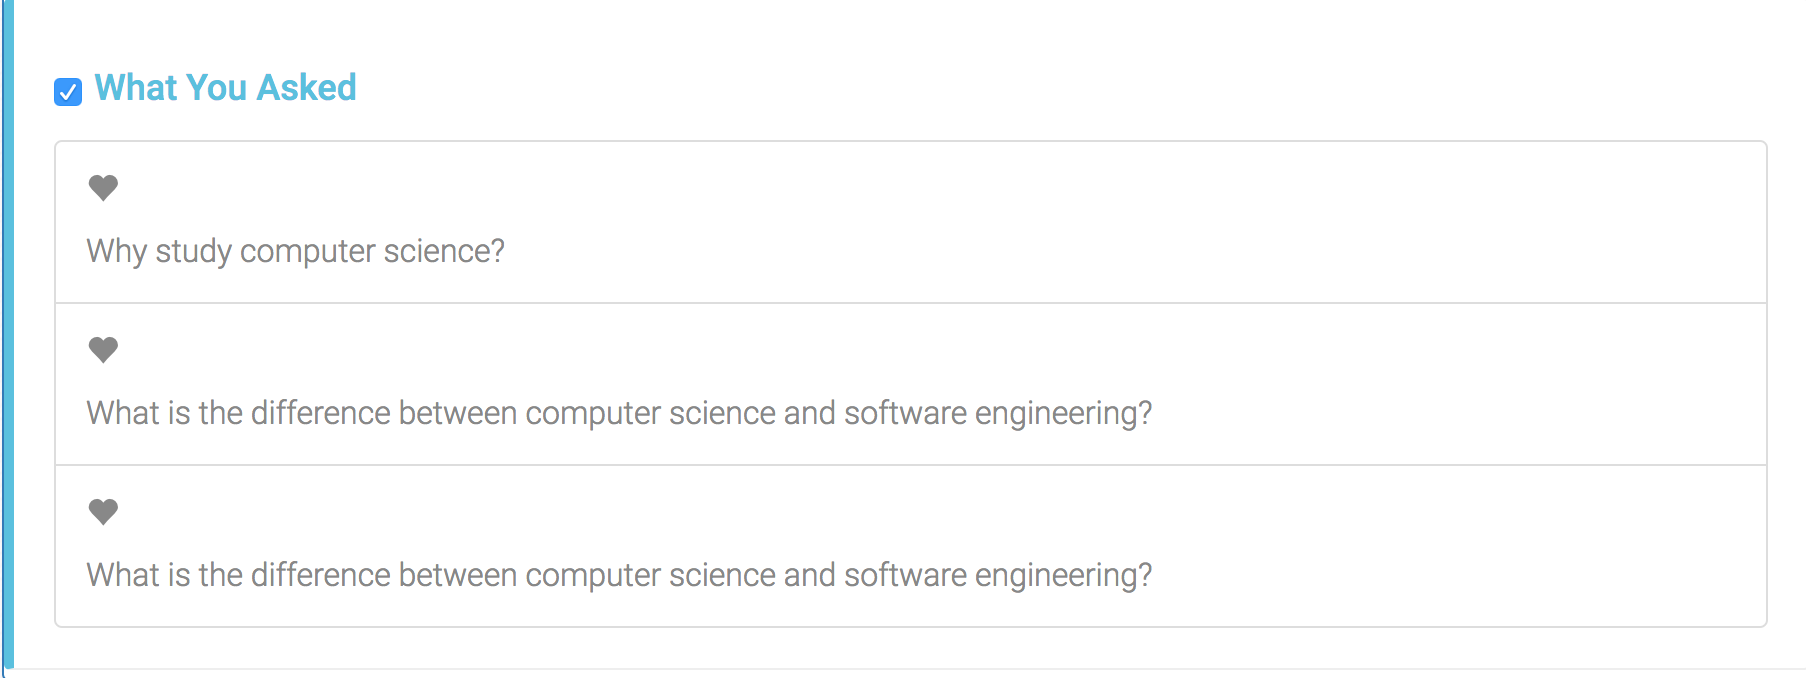 What You Asked
Why study computer science?
What is the difference between computer science and software engineering?
What is the difference between computer science and software engineering?